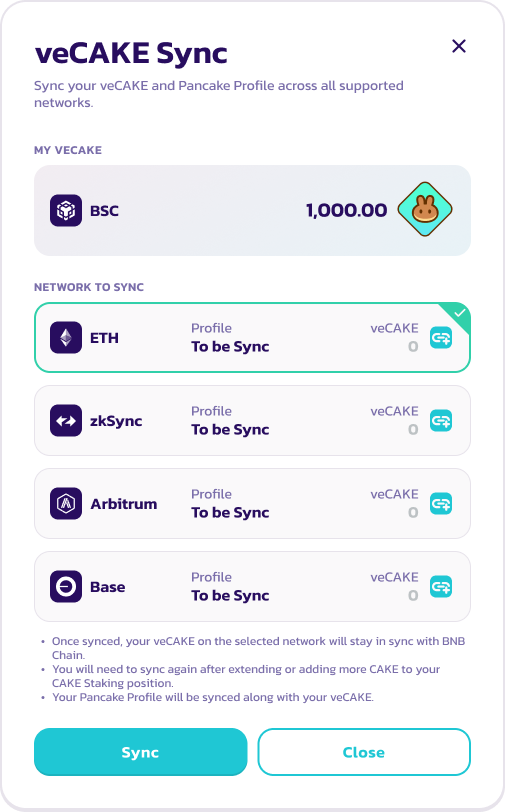 veCAKE Sync
Sync your veCAKE and Pancake Profile across all supported
networks.
MY VECAKE
BSC
1,000.00
NETWORK TO SYNC
ETH
Profile
To be Sync
veCAKE
0
zkSync
Profile
To be Sync
veCAKE
0
Arbitrum
Profile
To be Sync
veCAKE
0
Base
Profile
To be Sync
veCAKE
0
• Once synced, your veCAKE on the selected network will stay in sync with BNB
Chain.
• You will need to sync again after extending or adding more CAKE to your
CAKE Staking position.
• Your Pancake Profile will be synced along with your veCAKE.
Sync
Close